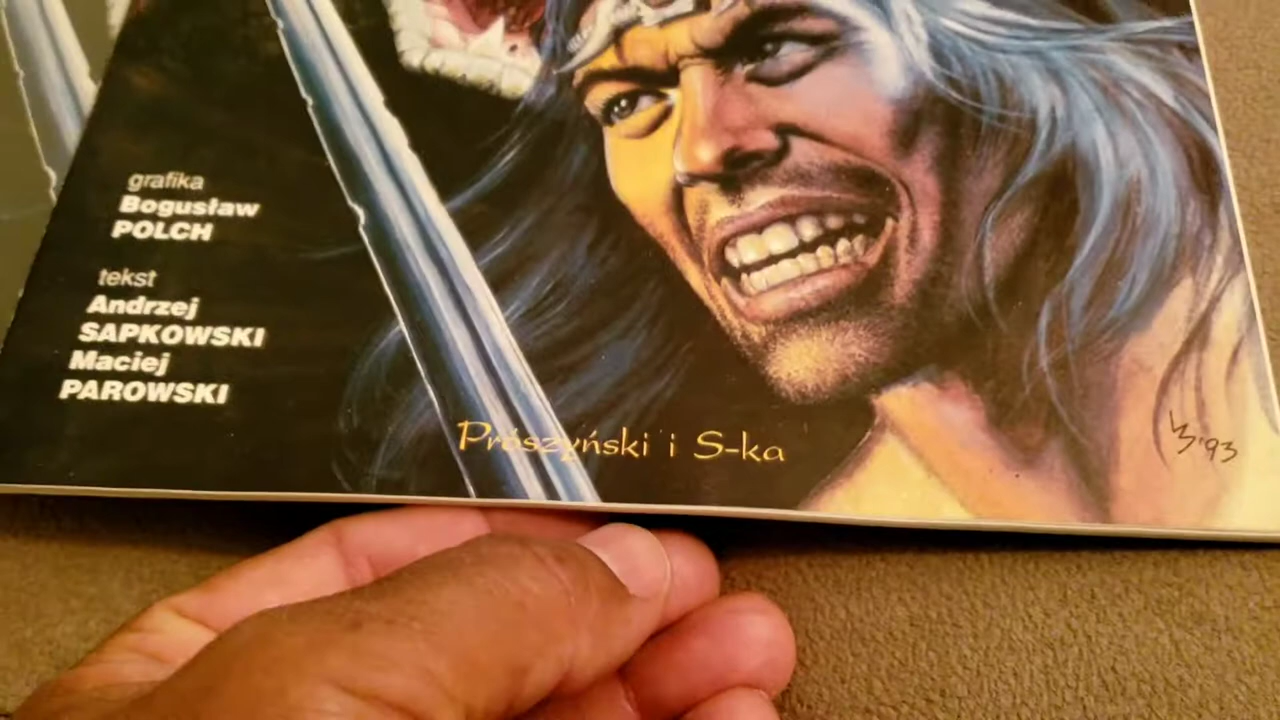 grafika
Bogusław
POLCH
tekst
Andrzej
SAPKOWSKI
Maciej
PAROWSKI
Prószyński i S-ka
'93